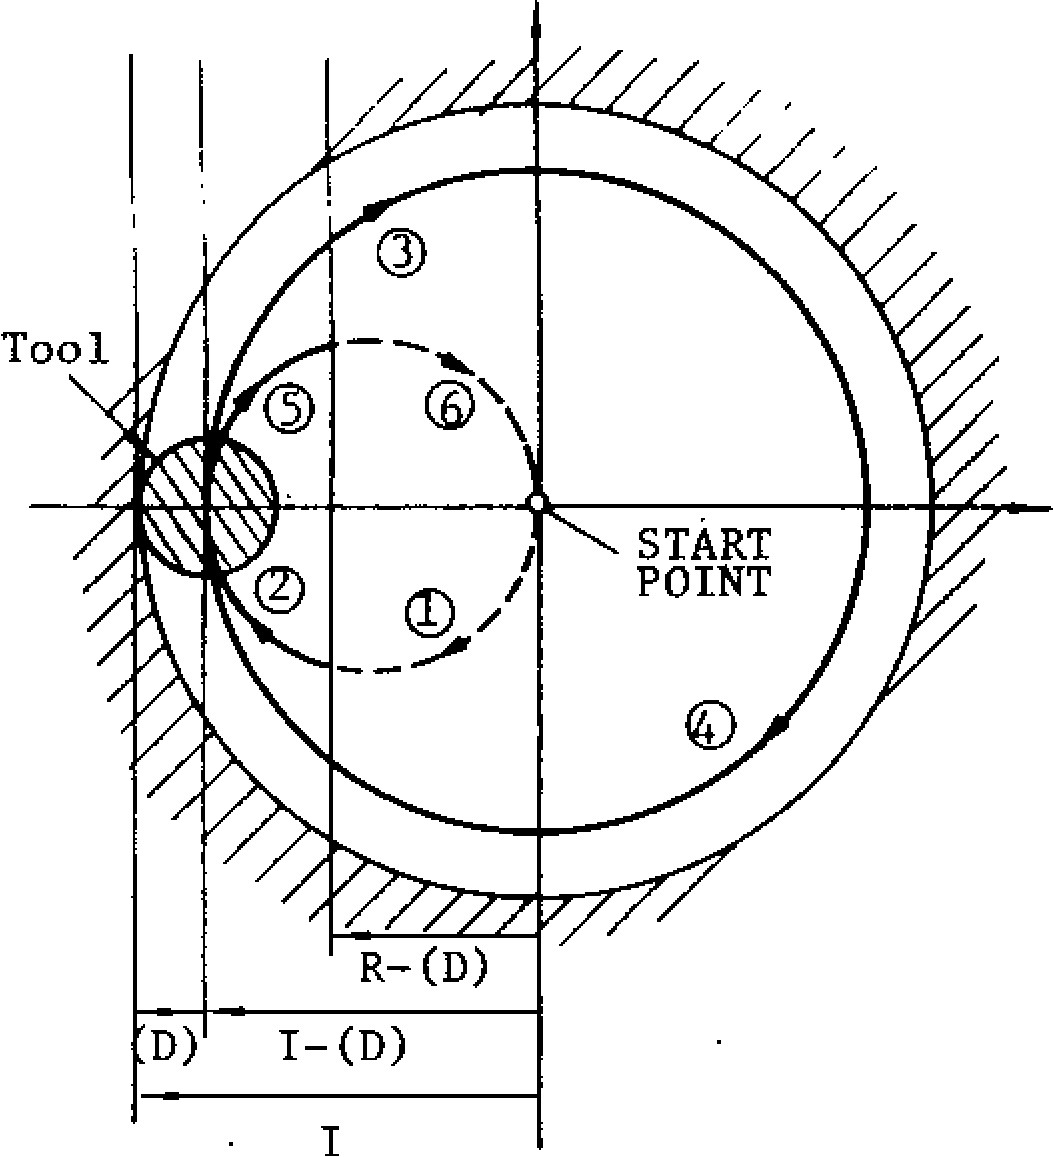 ③
Tool
⑤
⑥
START
POINT
②
①
④
R-(D)
(D)
I-(D)
I